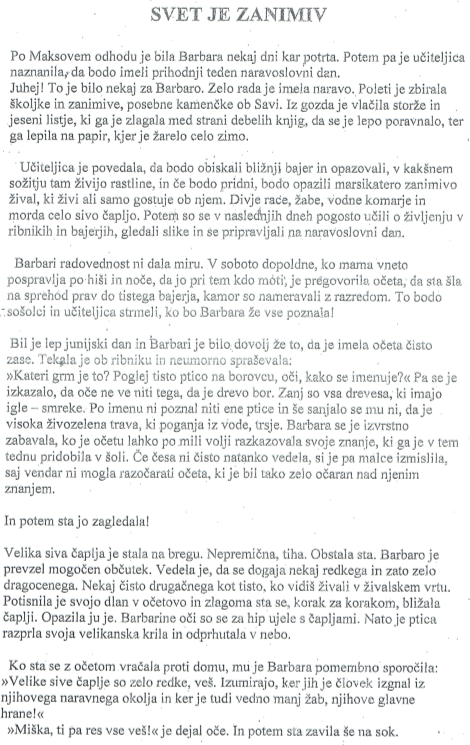 SVET JE ZANIMIV
Po Maksovem odhodu je bila Barbara nekaj dni kar potrta. Potem pa je učiteljica
naznanila, da bodo imeli prihodnji teden naravoslovni dan.
Juhej! To je bilo nekaj za Barbaro. Zelo rada je imela naravo. Poleti je zbirala
školjke in zanimive, posebne kamenčke ob Savi. Iz gozda je vlačila storže in
jeseni listje, ki ga je zlagala med strani debelih knjig, da se je lepo poravnalo, ter
ga lepila na papir, kjer je žarelo celo zimo.
Učiteljica je povedala, da bodo obiskali bližnji bajer in opazovali, v kakšnem
sožitju tam živijo rastline, in če bodo pridni, bodo opazili marsikatero zanimivo
žival, ki živi ali samo gostuje ob njem. Divje race, žabe, vodne komarje in
morda celo sivo čapljo. Potem so se v naslednjih dneh pogosto učili o življenju v
ribnikih in bajerjih, gledali slike in se pripravljali na naravoslovni dan.
Barbari radovednost ni dala miru. V soboto dopoldne, ko mama vneto
pospravlja po hiši in noče, da jo pri tem kdo moti, je pregovorila očeta, da sta šla
na sprehod prav do tistega bajerja, kamor so nameravali z razredom. To bodo
sošolci in učiteljica strmeli, ko bo Barbara že vse poznala!
Bil je lep junijski dan in Barbari je bilo dovolj že to, da je imela očeta čisto
zase. Tekala je ob ribniku in neumorno spraševala:
»Kateri grm je to? Poglej tisto ptico na borovcu, oči, kako se imenuje?« Pa se je
izkazalo, da oče ne ve niti tega, da je drevo bor. Zanj so vsa drevesa, ki imajo
igle – smreke. Po imenu ni poznal niti ene ptice in še sanjalo se mu ni, da je
visoka živozelena trava, ki poganja iz vode, trsje. Barbara se je izvrstno
zabavala, ko je očetu lahko po mili volji razkazovala svoje znanje, ki ga je v tem
tednu pridobila v šoli. Če česa ni čisto natanko vedela, si je pa malce izmislila,
saj vendar ni mogla razočarati očeta, ki je bil tako zelo očaran nad njenim
znanjem.
In potem sta jo zagledala!
Velika siva čaplja je stala na bregu. Nepremična, tiha. Obstala sta. Barbaro je
prevzel mogočen občutek. Vedela je, da se dogaja nekaj redkega in zato zelo
dragocenega. Nekaj čisto drugačnega kot tisto, ko vidiš živali v živalskem vrtu.
Potisnila je svojo dlan v očetovo in zlagoma sta se, korak za korakom, bližala
čaplji. Opazila ju je. Barbarine oči so se za hip ujele s čapljami. Nato je ptica
razprla svoja velikanska krila in odprhutala v nebo.
Ko sta se z očetom vračala proti domu, mu je Barbara pomembno sporočila:
»Velike sive čaplje so zelo redke, veš. Izumirajo, ker jih je človek izgnal iz
njihovega naravnega okolja in ker je tudi vedno manj žab, njihove glavne
hrane!«
»Miška, ti pa res vse veš!« je dejal oče. In potem sta zavila še na sok.